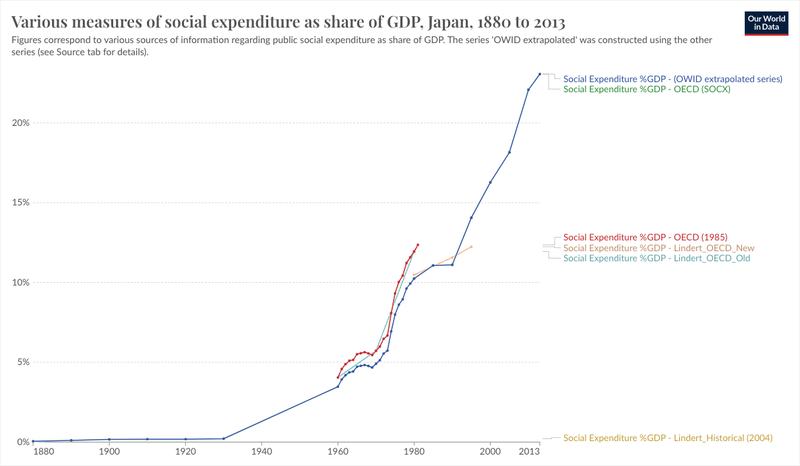 Various measures of social expenditure as share of GDP, Japan, 1880 to 2013
Our World
in Data
Figures correspond to various sources of information regarding public social expenditure as share of GDP. The series 'OWID extrapolated' was constructed using the other
series (see Source tab for details).
Social Expenditure %GDP - (OWID extrapolated series)
Social Expenditure %GDP - OECD (SOCX)
20%
15%
Social Expenditure %GDP - OECD (1985)
Social Expenditure %GDP - Lindert_OECD_New
Social Expenditure %GDP - Lindert_OECD_Old
10%
5%
Social Expenditure %GDP - Lindert_Historical (2004)
0%
1880 1900 1920 1940 1960 1980 2000 2013